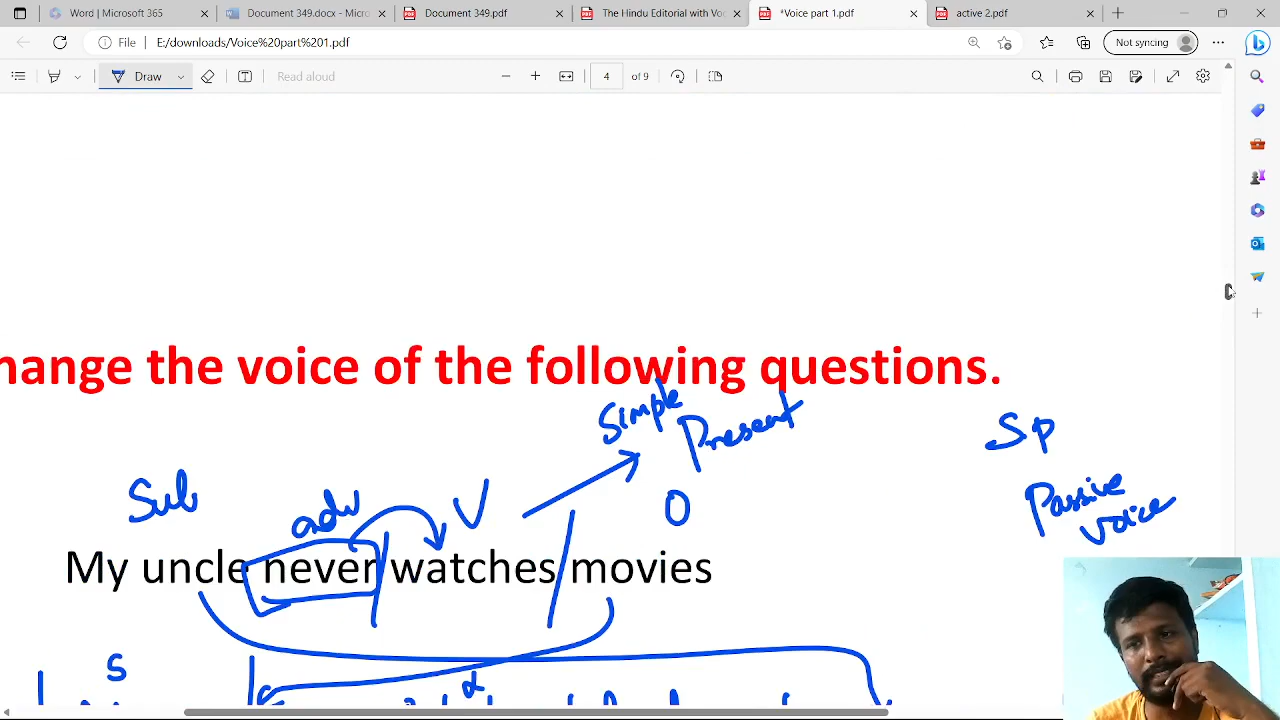 Word | Microsoft 365
Document 349.docx - Micros
Document 349.pdf
The Hindu Editorial with Voc
*Voice part 1.pdf
active 2.pdf
File
E:/downloads/Voice%20part%201.pdf
Not syncing
Draw
Read aloud
4
of 9
hange the voice of the following questions.
Simple
Present
Sp
Sub
adv
V
O
Passive
voice
My uncle never watches movies
S